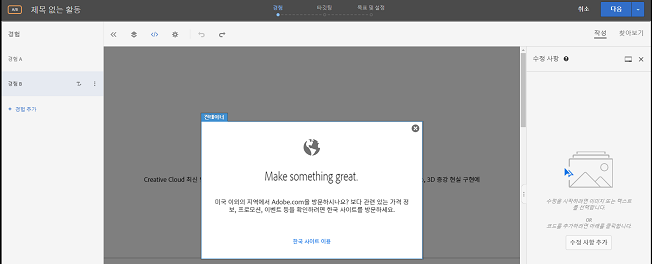 A/B 제목 없는 활동
경험 타깃팅 목표 및 설정
취소 다음
경험
작성 찾아보기
경험 A
수정 사항
경험 B
경험 추가
컨테이너
Make something great.
Creative Cloud 최신
, 3D 증강 현실 구현에
미국 이외의 지역에서 Adobe.com을 방문하시나요? 보다 관련 있는 가격 정
보, 프로모션, 이벤트 등을 확인하려면 한국 사이트를 방문하세요.
한국 사이트 이용
수정을 시작하려면 이미지 또는 텍스트
를 선택합니다.
OR
코드를 추가하려면 아래를 클릭합니다.
수정 사항 추가